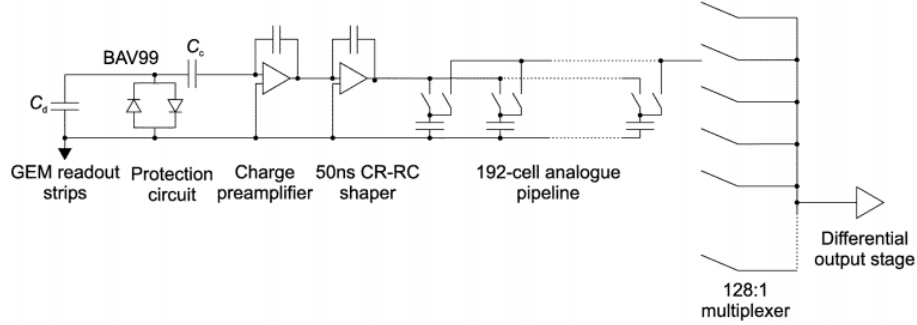 BAV99
Cc
Cd
GEM readout
strips
Protection
circuit
Charge
preamplifier
50ns CR-RC
shaper
192-cell analogue
pipeline
128:1
multiplexer
Differential
output stage